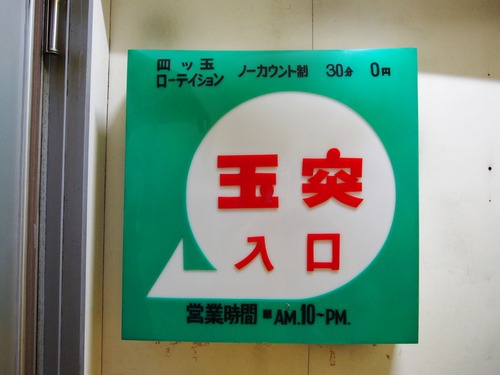 四ッ玉
ローテイション ノーカウント制 30分 0円
玉突
入口
営業時間 ■AM.10~PM.